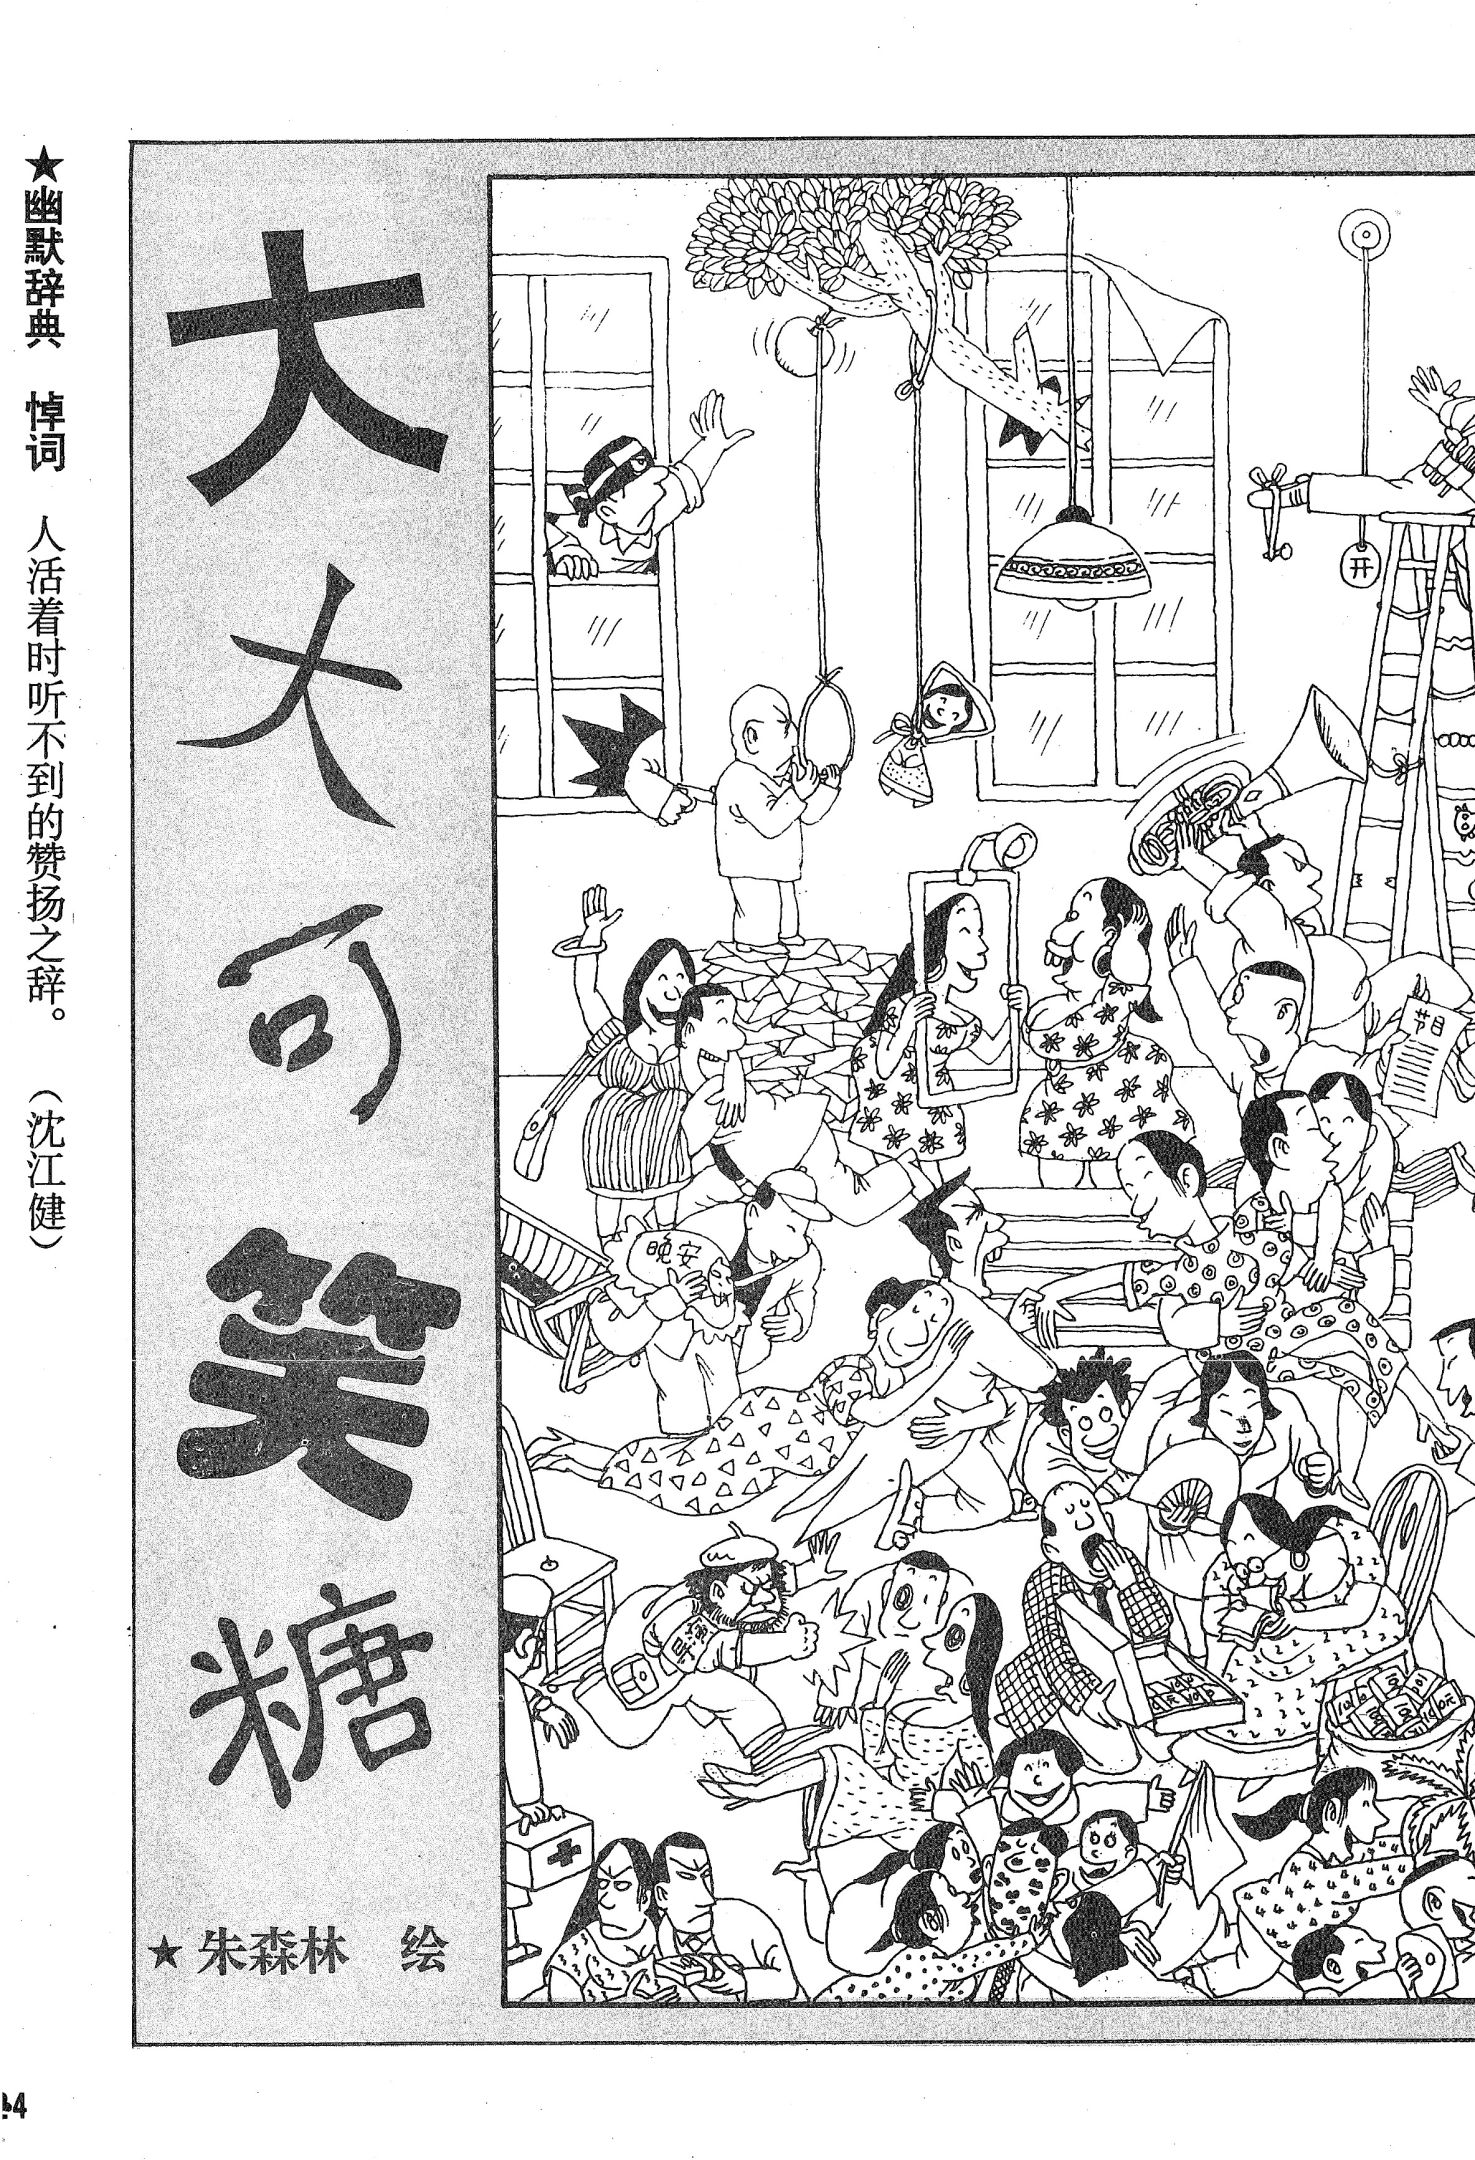 ★幽默辞典 悼词 人活着时听不到的赞扬之辞。 (沈江健)
大大可笑糖
★朱森林 绘
开
节目
晚安